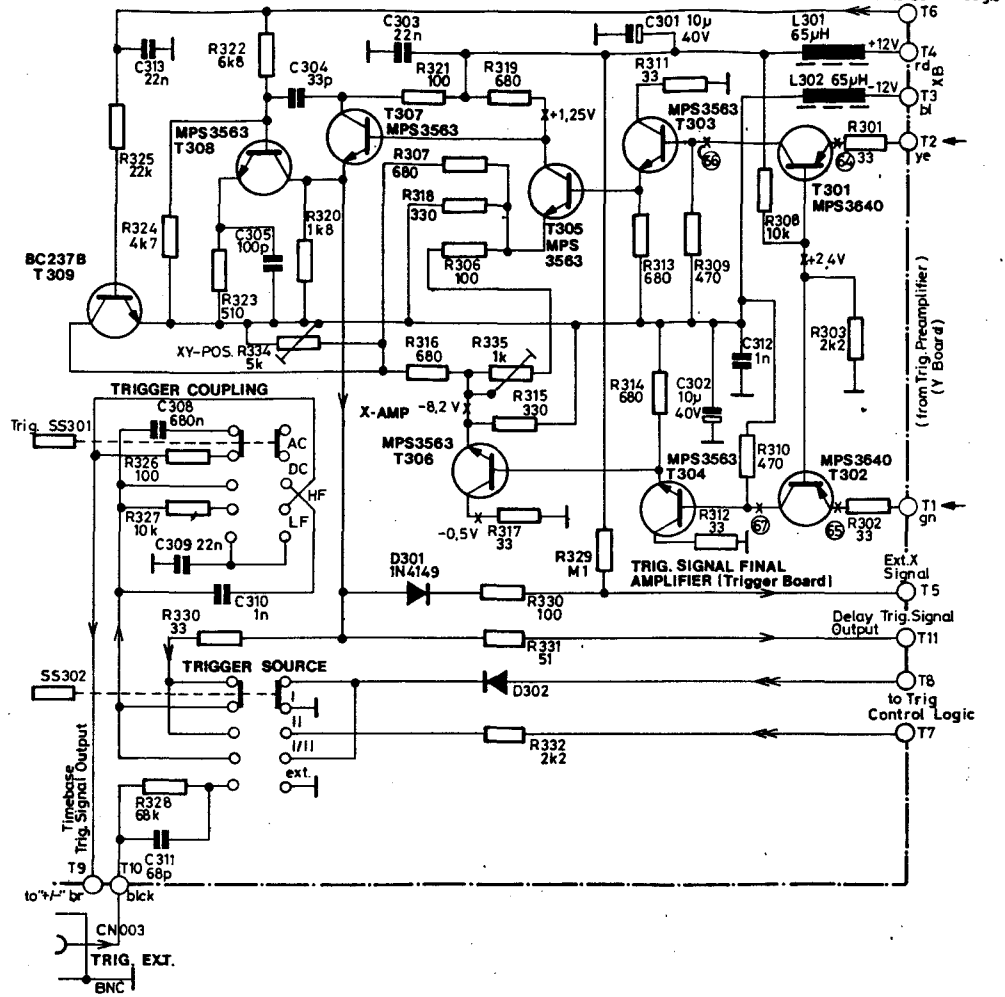 T6
C313
22n
R322
6k8
C304
33p
C303
22n
R321
100
R319
680
C301 10µ
40V
L301
65µH
+12V
T4
rd
XB
R311
33
L302 65µH
-12V
T3
bl
+1,25V
MPS3563
T303
R301
33
T2
ye
66
64
T307
MPS3563
MPS3563
T308
R325
22k
R307
680
R318
330
T305
MPS
3563
T301
MPS3640
R308
10k
+2,4V
R324
4k7
C305
100p
R320
1k8
R306
100
R313
680
R309
470
BC237B
T309
R323
510
R303
2k2
C312
1n
(from Trig.Preamplifier)
(Y Board)
XY-POS.
R334
5k
R316
680
R335
1k
R314
680
C302
10µ
40V
TRIGGER COUPLING
X-AMP
-8,2 V
R315
330
Trig. SS301
C308
680n
AC
DC
HF
LF
R326
100
R327
10k
C309 22n
MPS3563
T306
MPS3563
T304
R310
470
MPS3640
T302
67
65
R302
33
T1
gn
R312
33
-0,5V
R317
33
R329
M1
TRIG. SIGNAL FINAL
AMPLIFIER (Trigger Board)
Ext.X
Signal
T5
D301
1N4149
R330
100
C310
1n
Delay Trig.Signal
Output
T11
R330
33
R331
51
SS302
TRIGGER SOURCE
I
II
I/II
ext.
D302
T8
to Trig
Control Logic
T7
R332
2k2
R328
68k
C311
68p
Timebase
Trig. Signal Output
T9
T10
to"+/-" br
blck
CN003
TRIG. EXT.
BNC